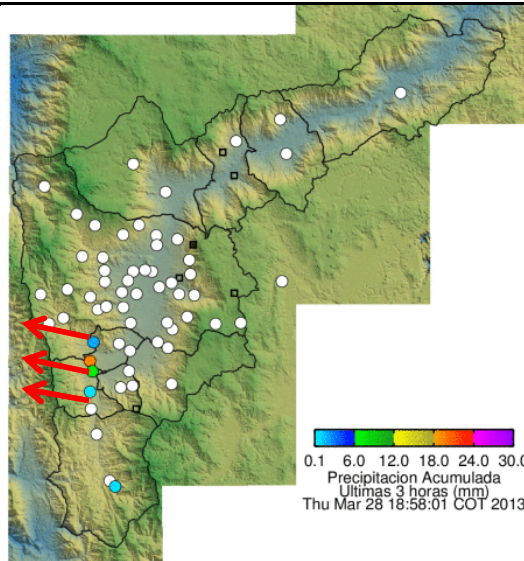 0.1 6.0 12.0 18.0 24.0 30.0
Precipitacion Acumulada
Ultimas 3 horas (mm)
Thu Mar 28 18:58:01 COT 2013